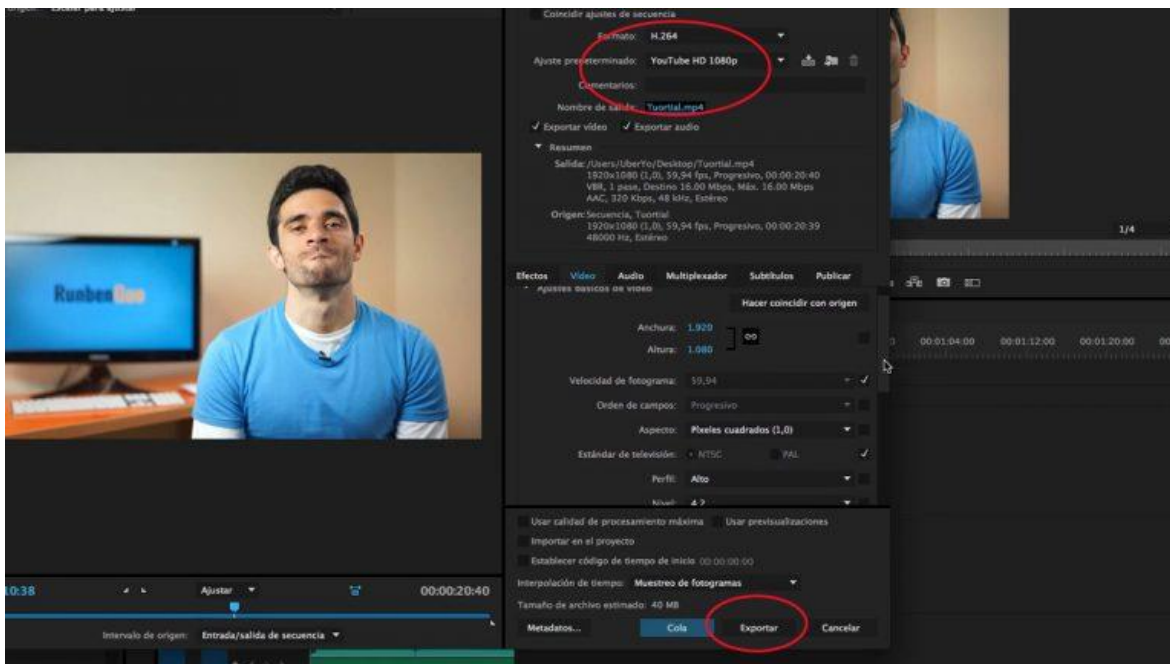 Origen: Escalar para ajustar
Coincidir ajustes de secuencia
Formato: H.264
Ajuste predeterminado: YouTube HD 1080p
Comentarios:
Nombre de salida: Tuortial.mp4
Exportar vídeo Exportar audio
Resumen
Salida: /Users/UberYo/Desktop/Tuortial.mp4
1920x1080 (1,0), 59,94 fps, Progresivo, 00:00:20:40
VBR, 1 pase, Destino 16.00 Mbps, Máx. 16.00 Mbps
AAC, 320 Kbps, 48 kHz, Estéreo
Origen: Secuencia, Tuortial
1920x1080 (1,0), 59,94 fps, Progresivo, 00:00:20:39
48000 Hz, Estéreo
1/4
Efectos Vídeo Audio Multiplexador Subtítulos Publicar
Ajustes básicos de vídeo
Hacer coincidir con origen
RunbenGuo
Anchura: 1.920
Altura: 1.080
00:01:04:00 00:01:12:00 00:01:20:00
Velocidad de fotograma: 59,94
Orden de campos: Progresivo
Aspecto: Píxeles cuadrados (1,0)
Estándar de televisión: NTSC PAL
Perfil: Alto
Nivel: 4.2
Usar calidad de procesamiento máxima Usar previsualizaciones
Importar en el proyecto
Establecer código de tiempo de inicio 00:00:00:00
Interpolación de tiempo: Muestreo de fotogramas
Tamaño de archivo estimado: 40 MB
Metadatos... Cola Exportar Cancelar
10:38 Ajustar 00:00:20:40
Intervalo de origen: Entrada/salida de secuencia